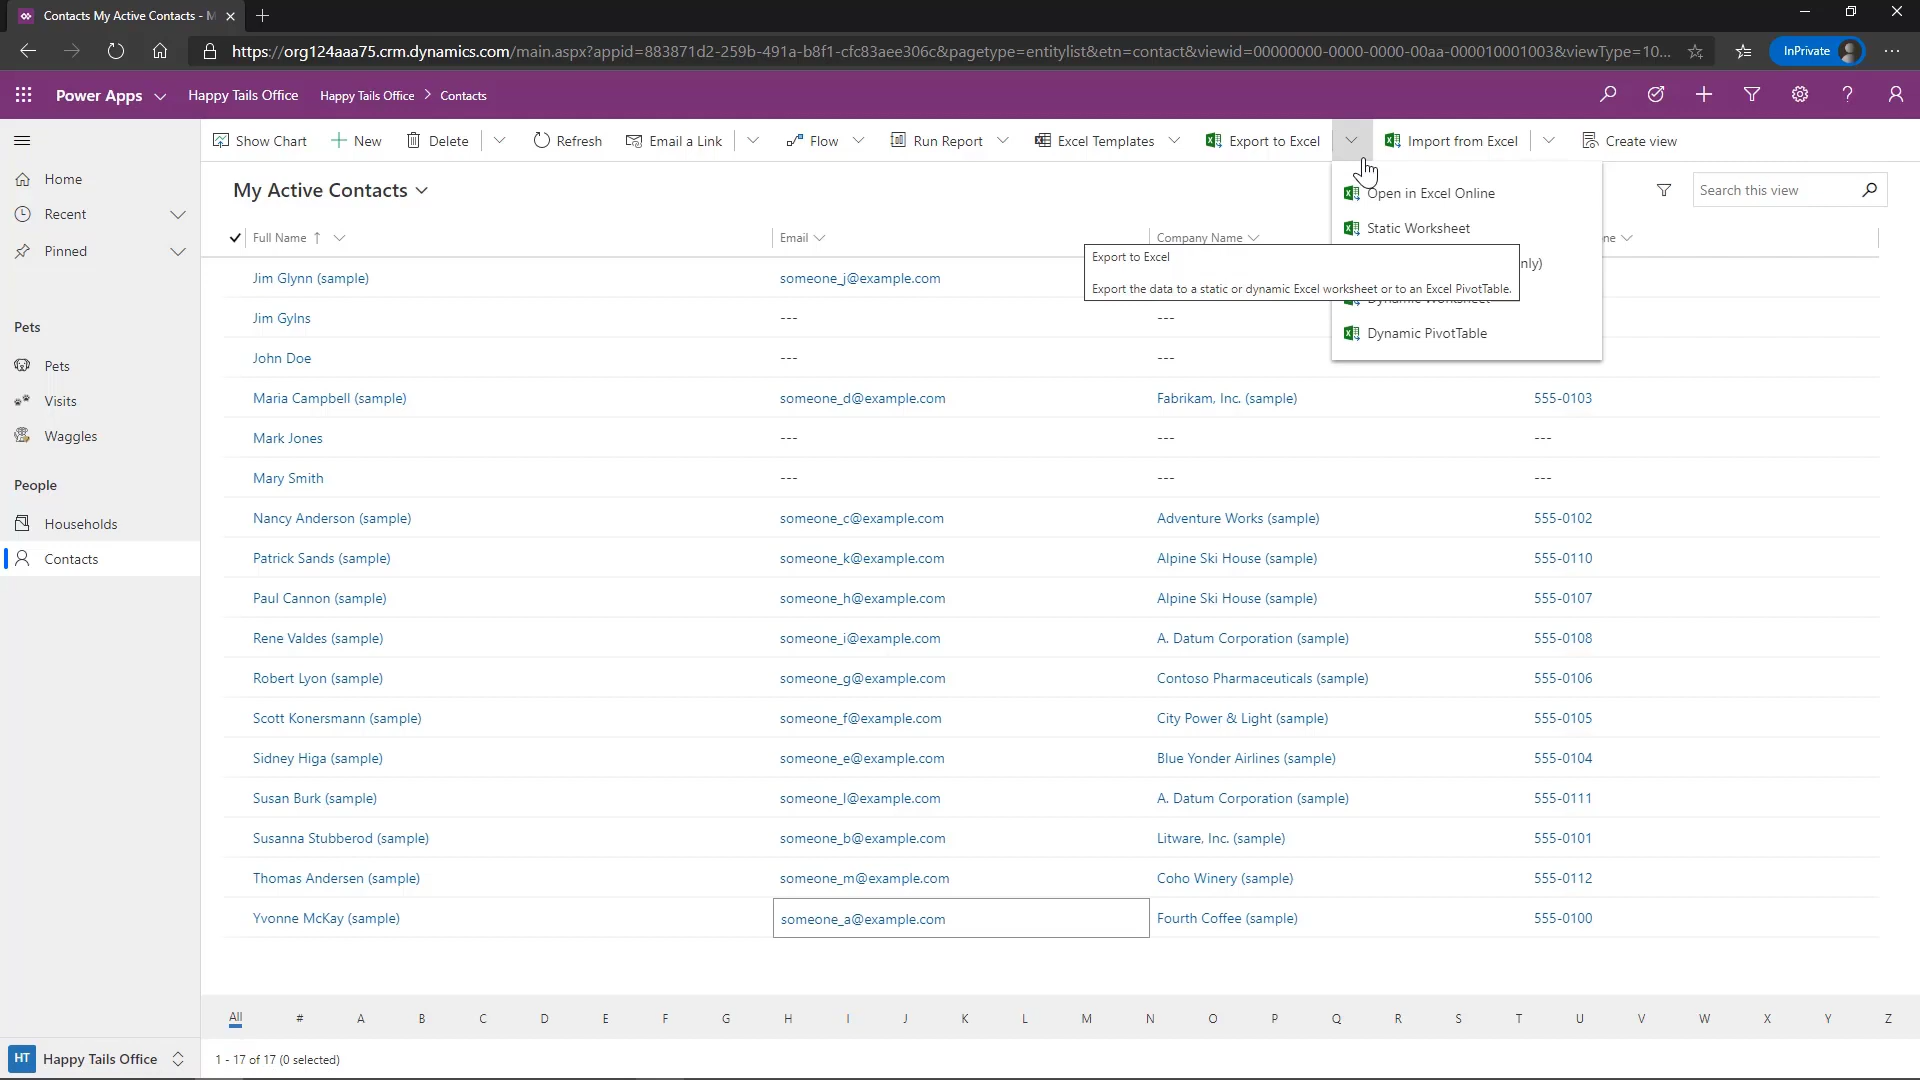 Contacts My Active Contacts - M
https://org124aaa75.crm.dynamics.com/main.aspx?appid=883871d2-259b-491a-b8f1-cfc83aee306c&pagetype=entitylist&etn=contact&viewid=00000000-0000-0000-00aa-000010001003&viewType=10...
InPrivate
Power Apps
Happy Tails Office
Happy Tails Office > Contacts
Show Chart
New
Delete
Refresh
Email a Link
Flow
Run Report
Excel Templates
Export to Excel
Import from Excel
Create view
Home
Recent
Pinned
Pets
Pets
Visits
Waggles
People
Households
Contacts
My Active Contacts
Search this view
Open in Excel Online
Static Worksheet
nly)
Dynamic Worksheet
Dynamic PivotTable
Export to Excel
Export the data to a static or dynamic Excel worksheet or to an Excel PivotTable.
Full Name ↑ Email Company Name ne
Jim Glynn (sample) someone_j@example.com
Jim Gylns --- ---
John Doe --- ---
Maria Campbell (sample) someone_d@example.com Fabrikam, Inc. (sample) 555-0103
Mark Jones --- --- ---
Mary Smith --- --- ---
Nancy Anderson (sample) someone_c@example.com Adventure Works (sample) 555-0102
Patrick Sands (sample) someone_k@example.com Alpine Ski House (sample) 555-0110
Paul Cannon (sample) someone_h@example.com Alpine Ski House (sample) 555-0107
Rene Valdes (sample) someone_i@example.com A. Datum Corporation (sample) 555-0108
Robert Lyon (sample) someone_g@example.com Contoso Pharmaceuticals (sample) 555-0106
Scott Konersmann (sample) someone_f@example.com City Power & Light (sample) 555-0105
Sidney Higa (sample) someone_e@example.com Blue Yonder Airlines (sample) 555-0104
Susan Burk (sample) someone_l@example.com A. Datum Corporation (sample) 555-0111
Susanna Stubberod (sample) someone_b@example.com Litware, Inc. (sample) 555-0101
Thomas Andersen (sample) someone_m@example.com Coho Winery (sample) 555-0112
Yvonne McKay (sample) someone_a@example.com Fourth Coffee (sample) 555-0100
All # A B C D E F G H I J K L M N O P Q R S T U V W X Y Z
HT Happy Tails Office
1 - 17 of 17 (0 selected)